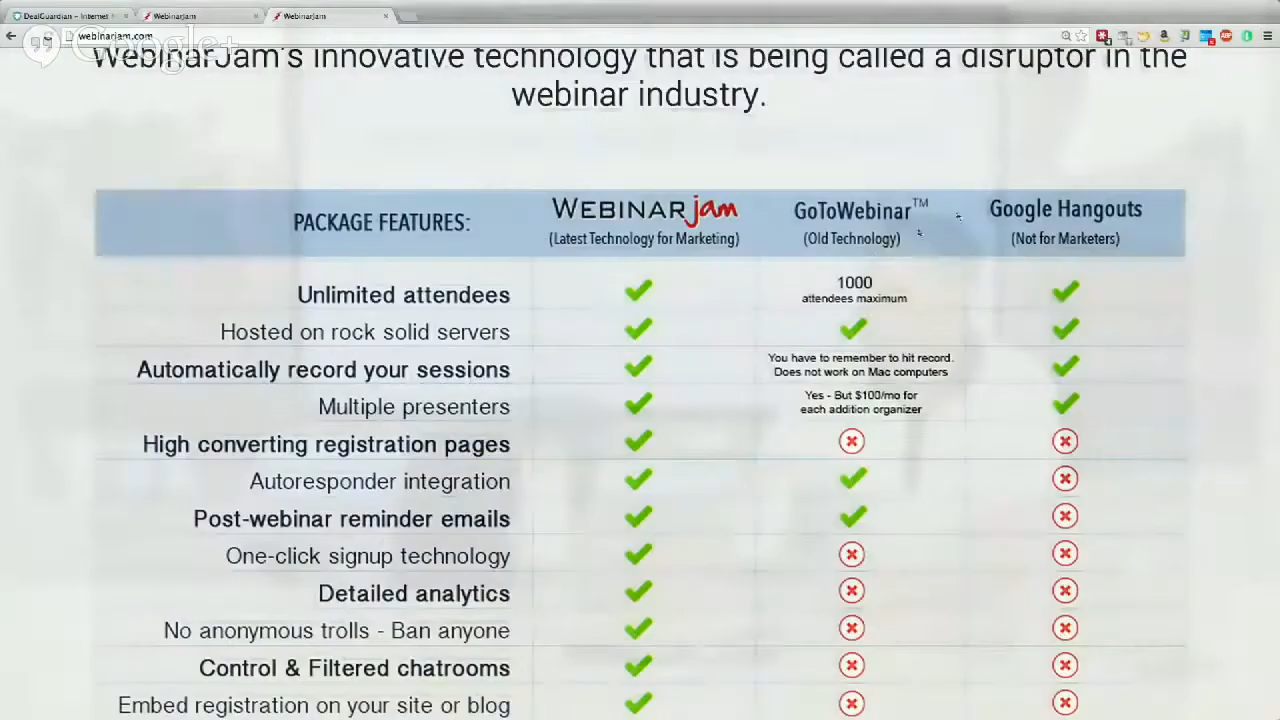 DealGuardian - Internet
WebinarJam
WebinarJam
webinarjam.com
Google+
WebinarJam's innovative technology that is being called a disruptor in the
webinar industry.
PACKAGE FEATURES:
WEBINARjam
(Latest Technology for Marketing)
GoToWebinar™
(Old Technology)
Google Hangouts
(Not for Marketers)
Unlimited attendees
1000
attendees maximum
Hosted on rock solid servers
Automatically record your sessions
You have to remember to hit record.
Does not work on Mac computers
Multiple presenters
Yes - But $100/mo for
each addition organizer
High converting registration pages
Autoresponder integration
Post-webinar reminder emails
One-click signup technology
Detailed analytics
No anonymous trolls - Ban anyone
Control & Filtered chatrooms
Embed registration on your site or blog